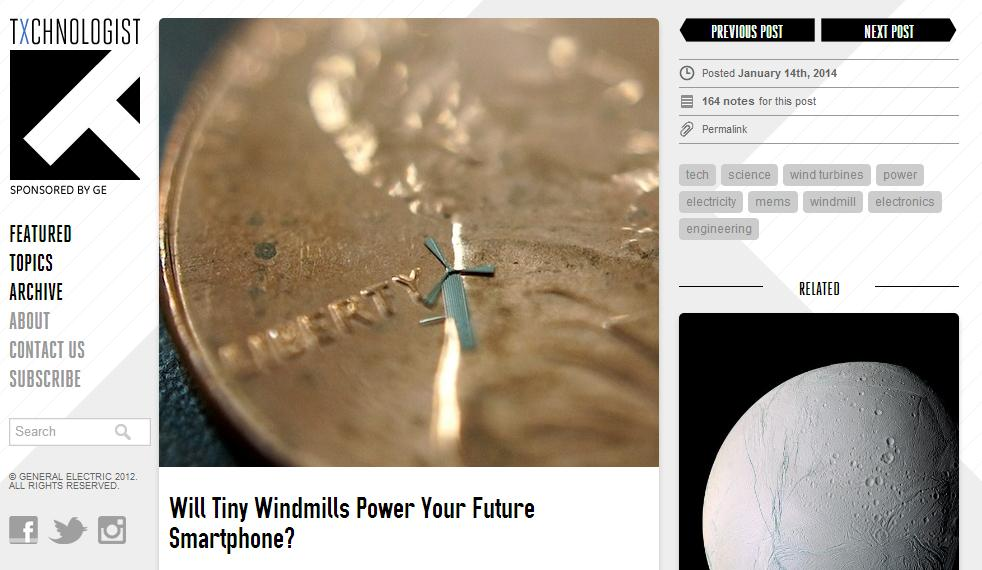 TXCHNOLOGIST
SPONSORED BY GE
FEATURED
TOPICS
ARCHIVE
ABOUT
CONTACT US
SUBSCRIBE
Search
© GENERAL ELECTRIC 2012.
ALL RIGHTS RESERVED.
LIBERTY
Will Tiny Windmills Power Your Future
Smartphone?
PREVIOUS POST NEXT POST
Posted January 14th, 2014
164 notes for this post
Permalink
tech science wind turbines power
electricity mems windmill electronics
engineering
RELATED